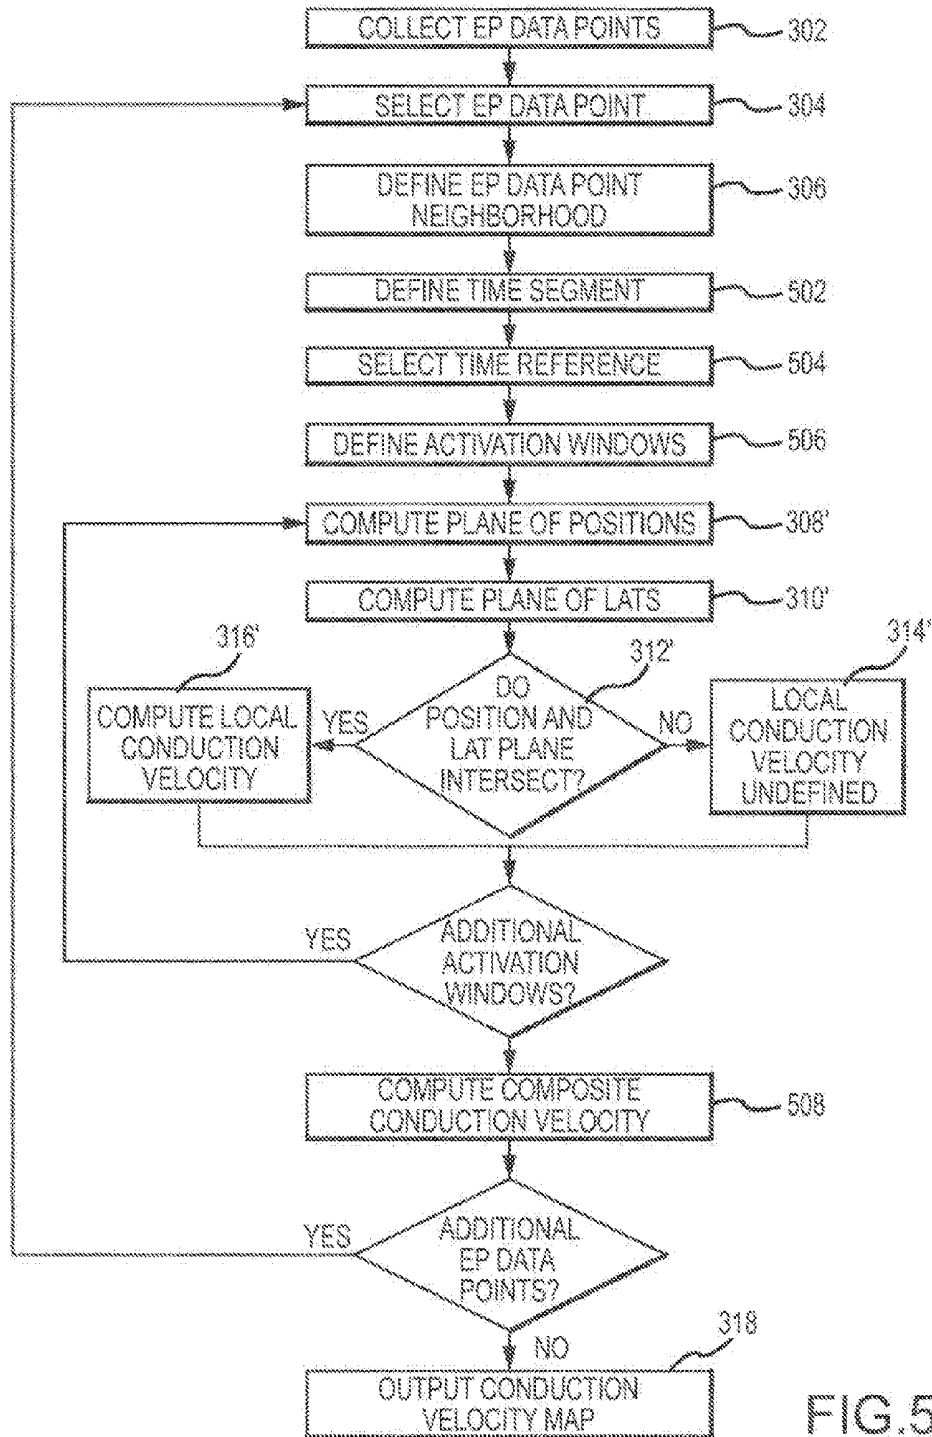 COLLECT EP DATA POINTS
302
SELECT EP DATA POINT
304
DEFINE EP DATA POINT
NEIGHBORHOOD
306
DEFINE TIME SEGMENT
502
SELECT TIME REFERENCE
504
DEFINE ACTIVATION WINDOWS
506
COMPUTE PLANE OF POSITIONS
308'
COMPUTE PLANE OF LATS
310'
316'
COMPUTE LOCAL
CONDUCTION
VELOCITY
YES
312'
DO
POSITION AND
LAT PLANE
INTERSECT?
NO
314'
LOCAL
CONDUCTION
VELOCITY
UNDEFINED
YES
ADDITIONAL
ACTIVATION
WINDOWS?
COMPUTE COMPOSITE
CONDUCTION VELOCITY
508
YES
ADDITIONAL
EP DATA
POINTS?
NO
318
OUTPUT CONDUCTION
VELOCITY MAP
FIG.5